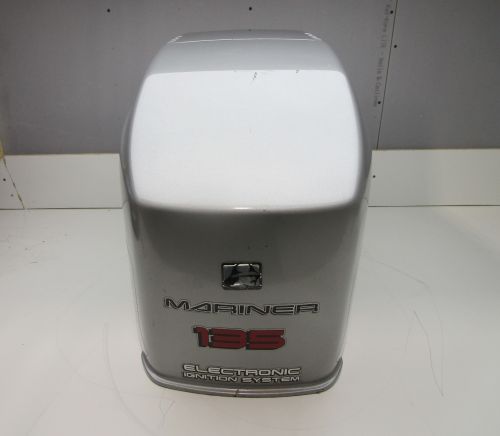 MARINER
135
ELECTRONIC
IGNITION SYSTEM